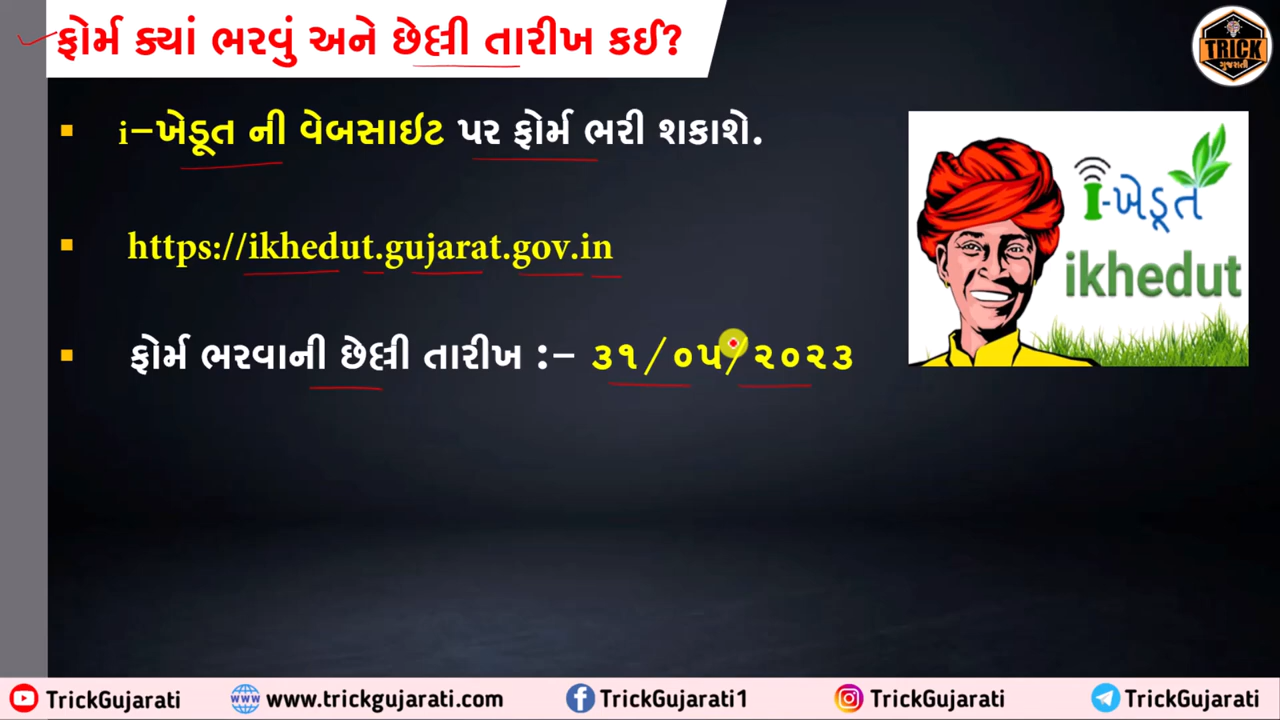 ફોર્મ ક્યાં ભરવું અને છેલ્લી તારીખ કઈ?
TRICK
ગુજરાતી
i-ખેડૂત ની વેબસાઇટ પર ફોર્મ ભરી શકાશે.
https://ikhedut.gujarat.gov.in
ફોર્મ ભરવાની છેલ્લી તારીખ :- ૩૧/૦૫/૨૦૨૩
i-ખેડૂત
ikhedut
TrickGujarati www.trickgujarati.com TrickGujarati1 TrickGujarati TrickGujarati